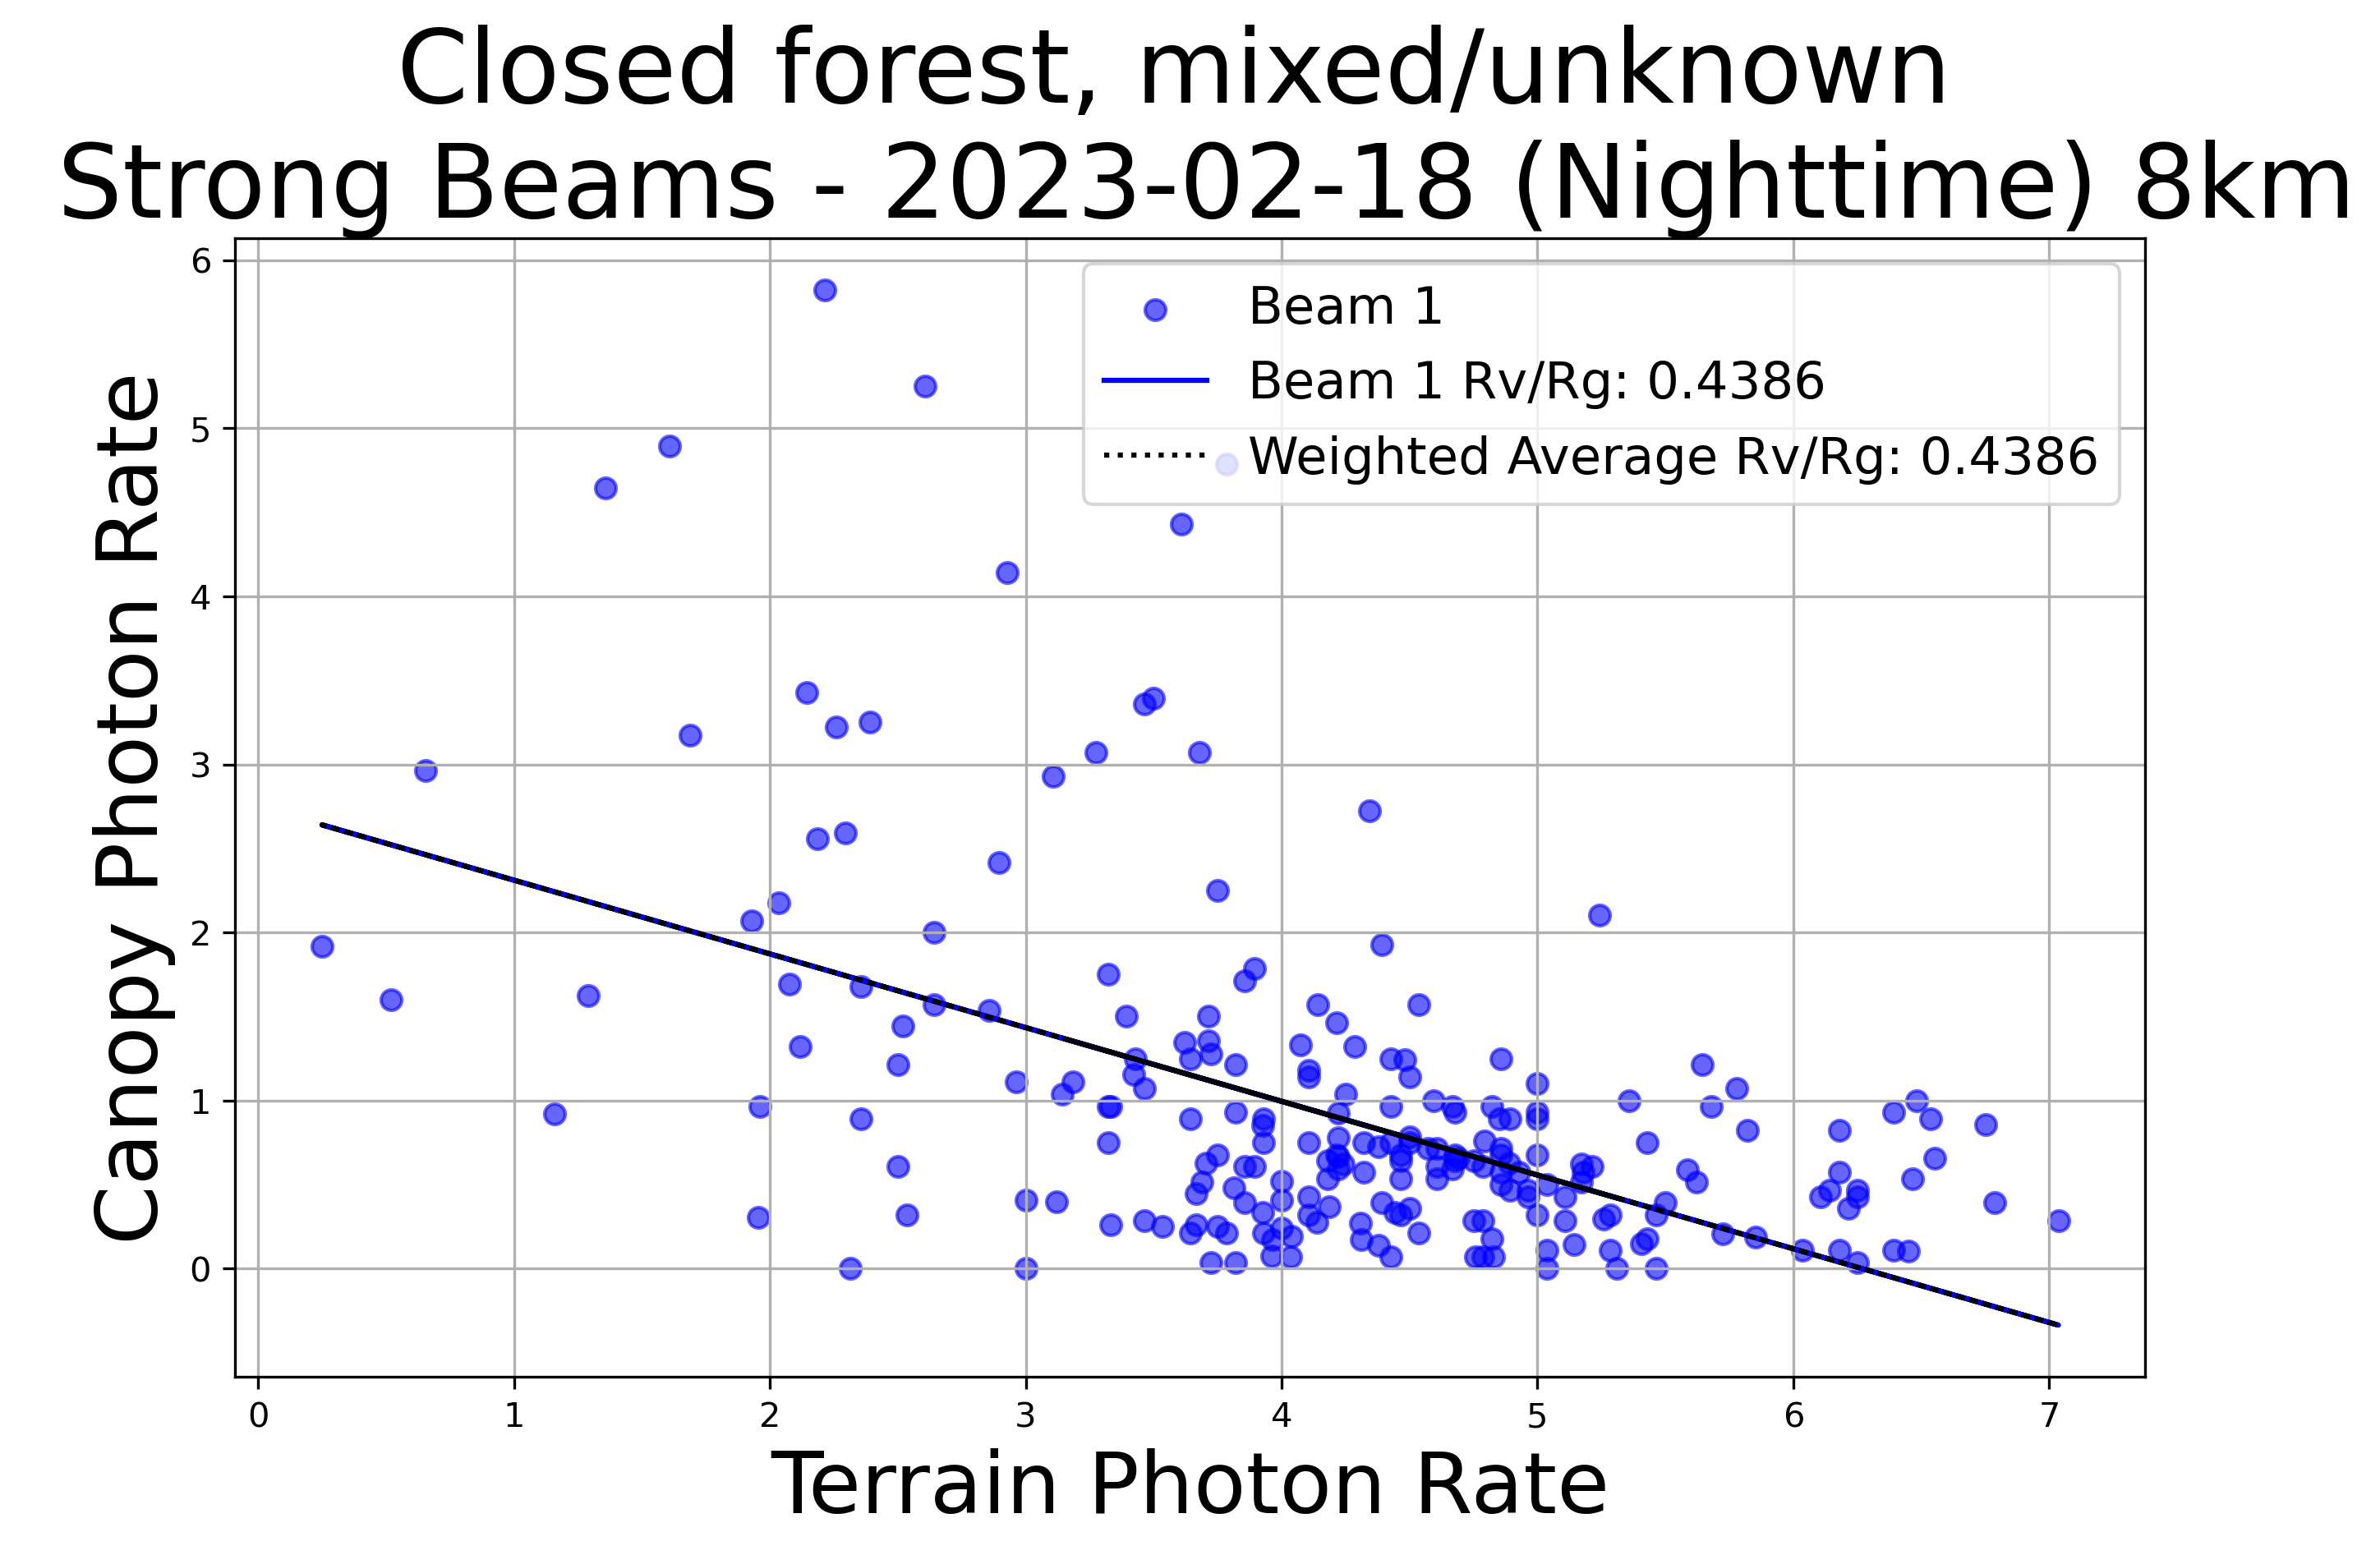 Closed forest, mixed/unknown
Strong Beams - 2023-02-18 (Nighttime) 8km
Beam 1
Beam 1 Rv/Rg: 0.4386
Weighted Average Rv/Rg: 0.4386
Canopy Photon Rate
6
5
4
3
2
1
0
0 1 2 3 4 5 6 7
Terrain Photon Rate